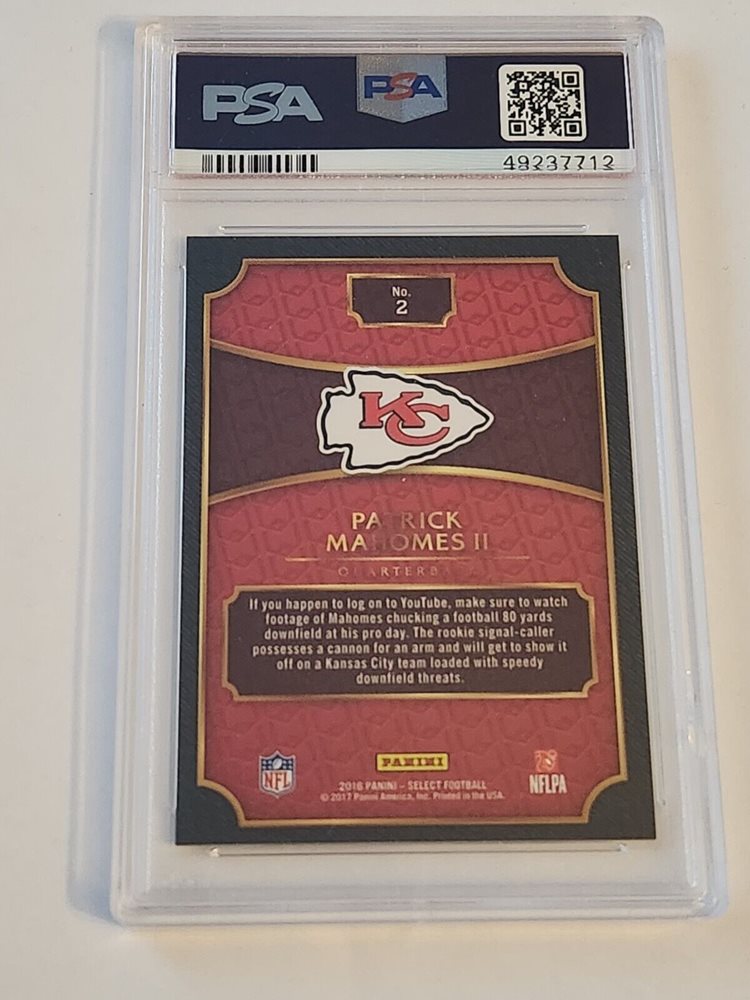 PSA PSA
49237712
No.
2
KC
PATRICK
MAHOMES II
QUARTERBACK
If you happen to log on to YouTube, make sure to watch
footage of Mahomes chucking a football 80 yards
downfield at his pro day. The rookie signal-caller
possesses a cannon for an arm and will get to show it
off on a Kansas City team loaded with speedy
downfield threats.
NFL
PANINI
NFLPA
2016 PANINI – SELECT FOOTBALL
© 2017 Panini America, Inc. Printed in the USA.